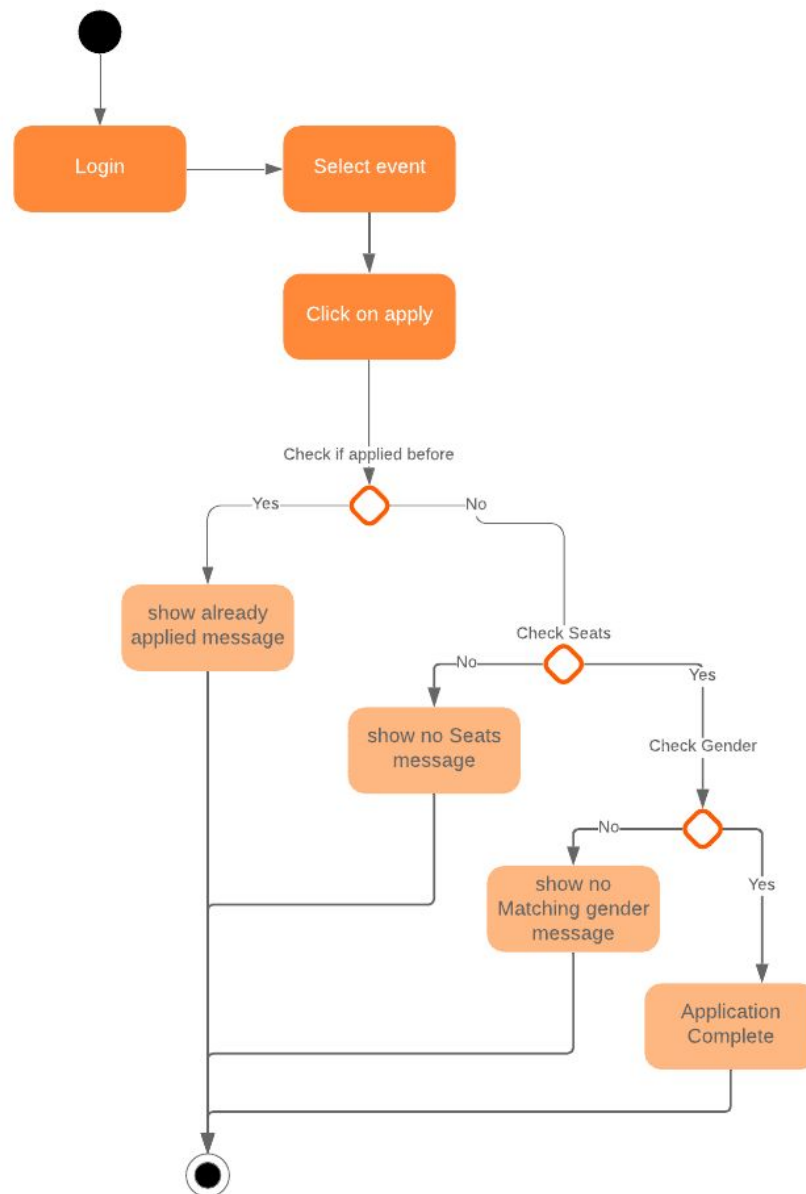 Login
Select event
Click on apply
Check if applied before
Yes
No
show already
applied message
Check Seats
No
Yes
show no Seats
message
Check Gender
No
Yes
show no
Matching gender
message
Application
Complete